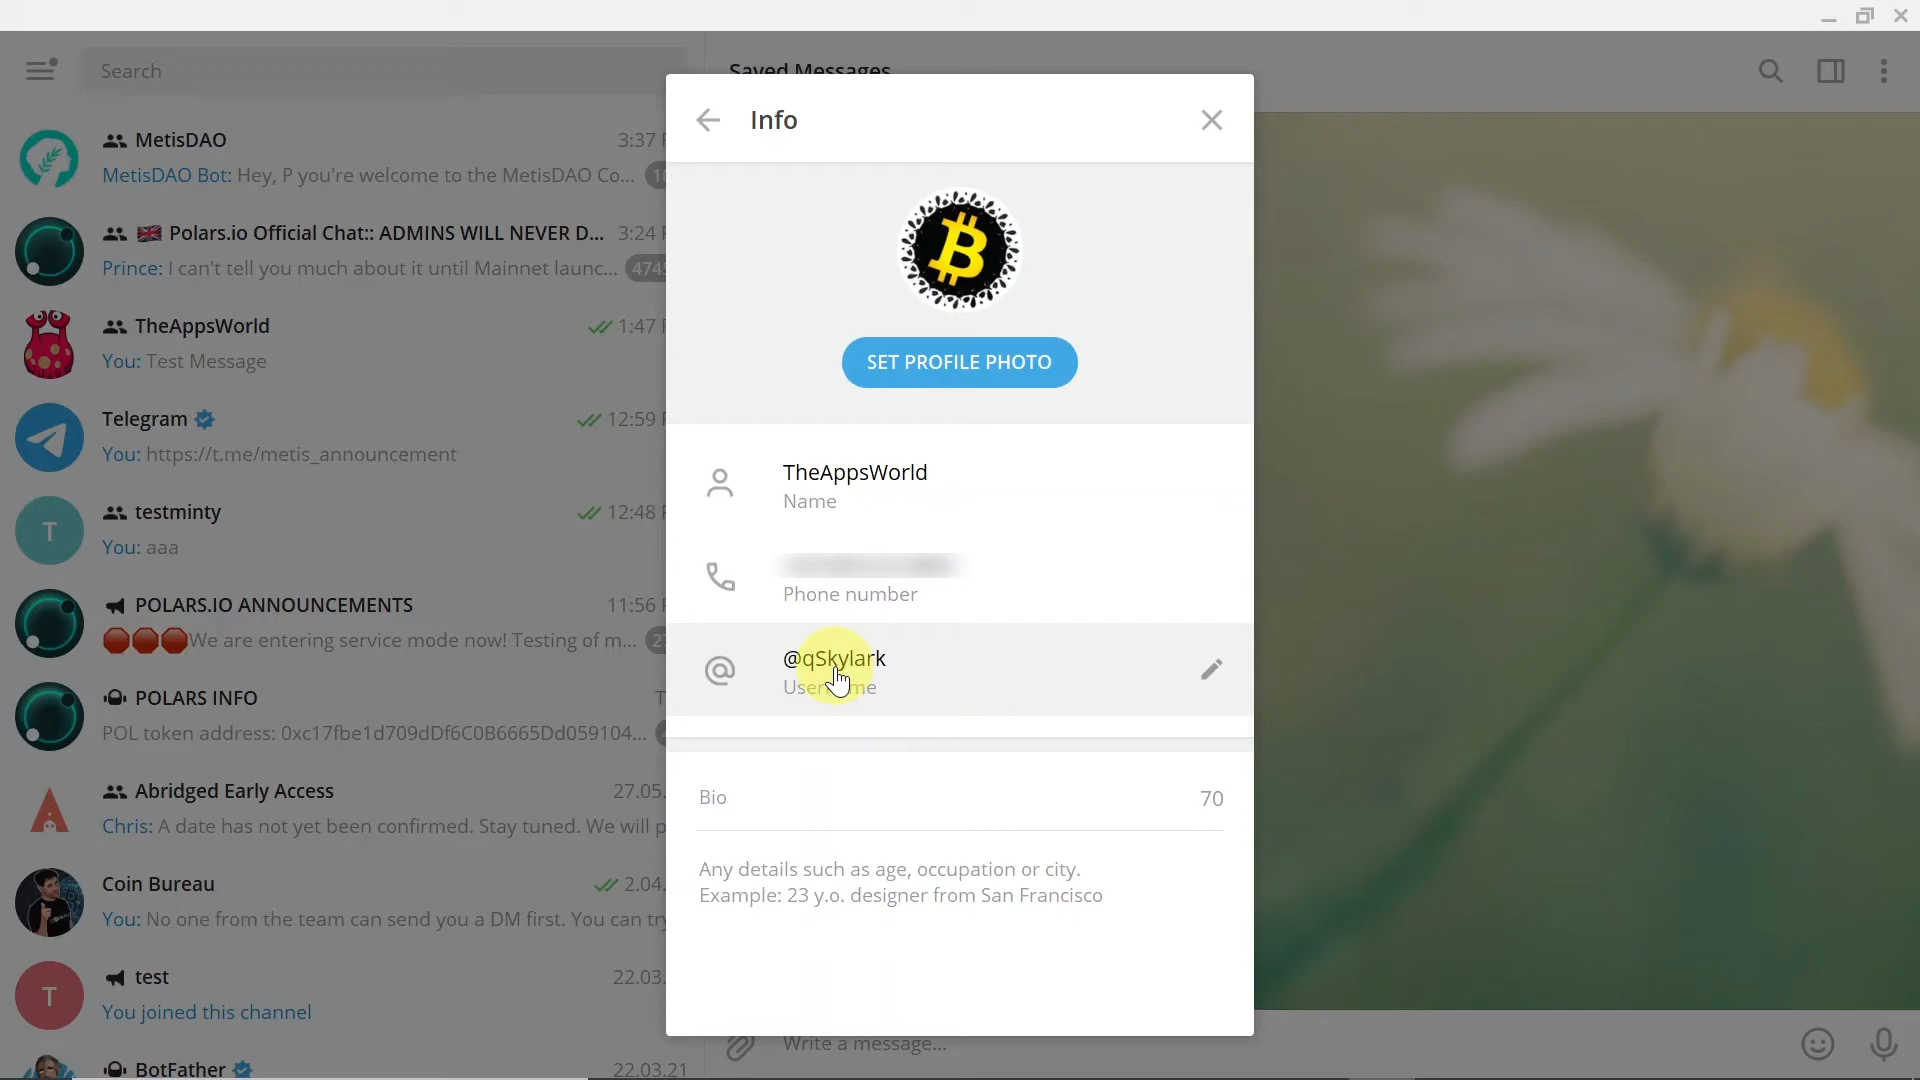 Search
MetisDAO
3:37
MetisDAO Bot: Hey, P you're welcome to the MetisDAO Co...
Polars.io Official Chat:: ADMINS WILL NEVER D...
3:24
Prince: I can't tell you much about it until Mainnet launc...
TheAppsWorld
1:47
You: Test Message
Telegram
12:59
You: https://t.me/metis_announcement
testminty
12:48
You: aaa
POLARS.IO ANNOUNCEMENTS
11:56
We are entering service mode now! Testing of m...
POLARS INFO
POL token address: 0xc17fbe1d709dDf6C0B6665Dd059104...
Abridged Early Access
27.05.
Chris: A date has not yet been confirmed. Stay tuned. We will p
Coin Bureau
2.04.
You: No one from the team can send you a DM first. You can try
T
T
test
22.03.
You joined this channel
BotFather
22.03.21
Saved Messages
Info
SET PROFILE PHOTO
TheAppsWorld
Name
Phone number
@qSkylark
Username
Bio
70
Any details such as age, occupation or city.
Example: 23 y.o. designer from San Francisco
Write a message...